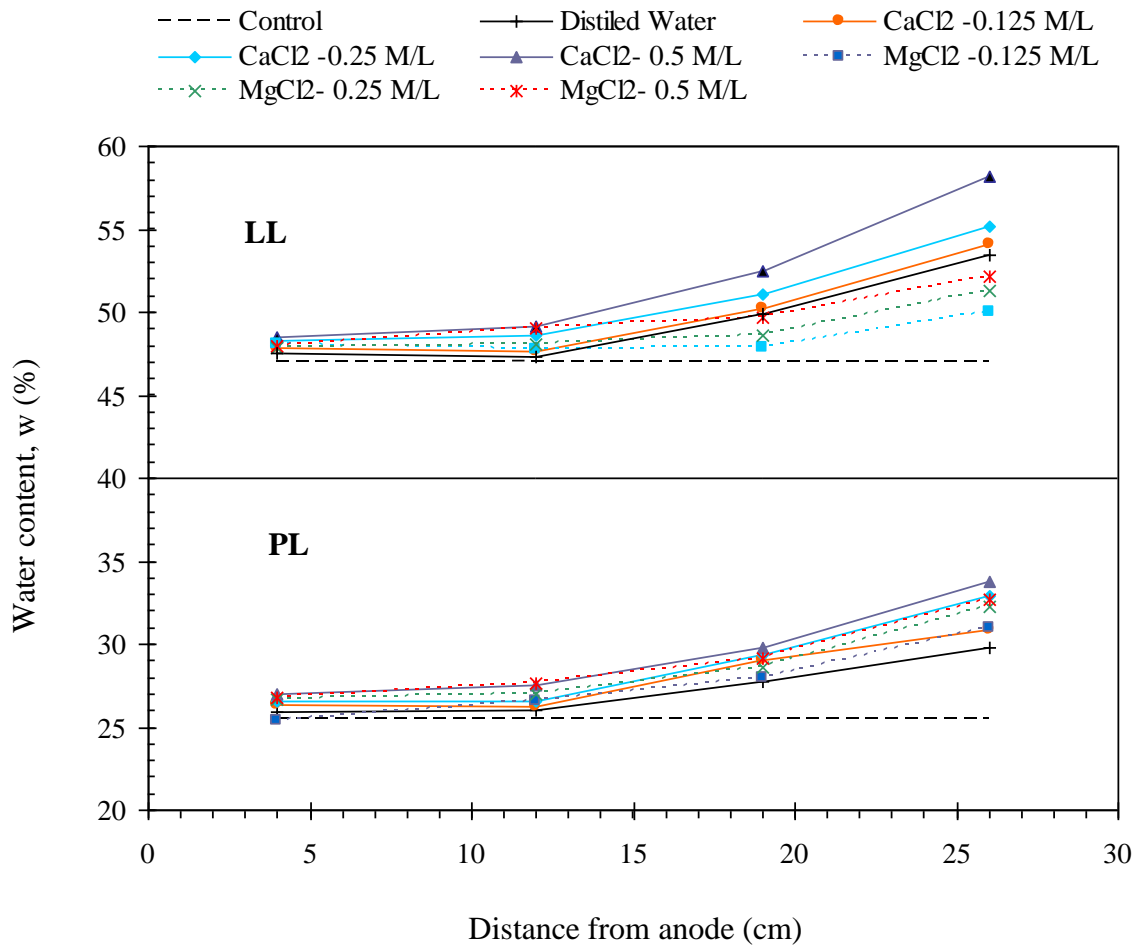 Control Distiled Water CaCl2 -0.125 M/L
CaCl2 -0.25 M/L CaCl2- 0.5 M/L MgCl2 -0.125 M/L
MgCl2- 0.25 M/L MgCl2- 0.5 M/L
60
55
LL
50
45
40
35
PL
30
25
20
Water content, w (%)
0 5 10 15 20 25 30
Distance from anode (cm)